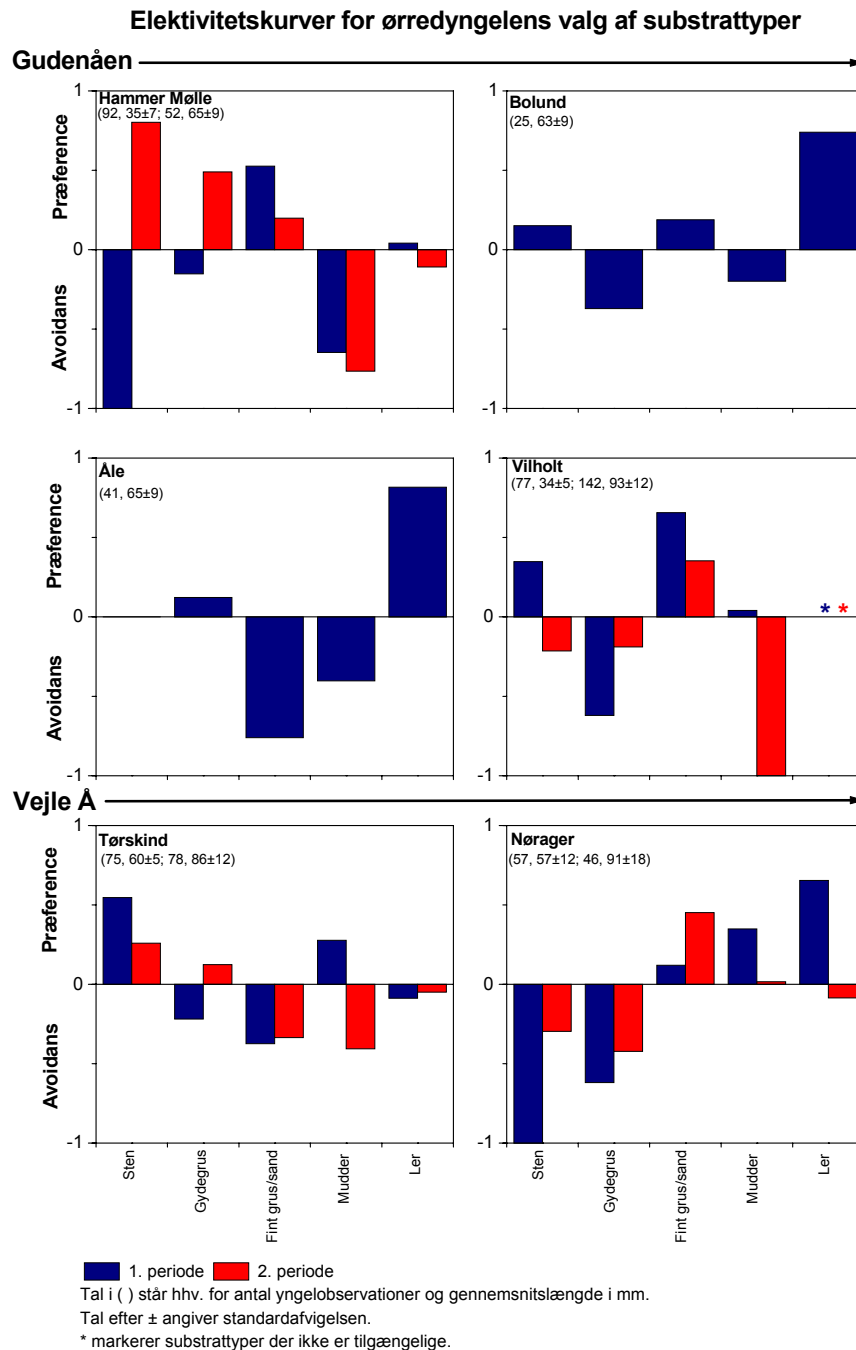 Elektivitetskurver for ørredyngelens valg af substrattyper
Gudenåen
Hammer Mølle
(92, 35±7; 52, 65±9)
Præference
Avoidans
1
0
-1
Bolund
(25, 63±9)
1
0
-1
Åle
(41, 65±9)
Præference
Avoidans
1
0
-1
Vilholt
(77, 34±5; 142, 93±12)
1
0
-1
* *
Vejle Å
Tørskind
(75, 60±5; 78, 86±12)
Præference
Avoidans
1
0
-1
Sten
Gydegrus
Fint grus/sand
Mudder
Ler
Nørager
(57, 57±12; 46, 91±18)
1
0
-1
Sten
Gydegrus
Fint grus/sand
Mudder
Ler
1. periode 2. periode
Tal i ( ) står hhv. for antal yngelobservationer og gennemsnitslængde i mm.
Tal efter ± angiver standardafvigelsen.
* markerer substrattyper der ikke er tilgængelige.